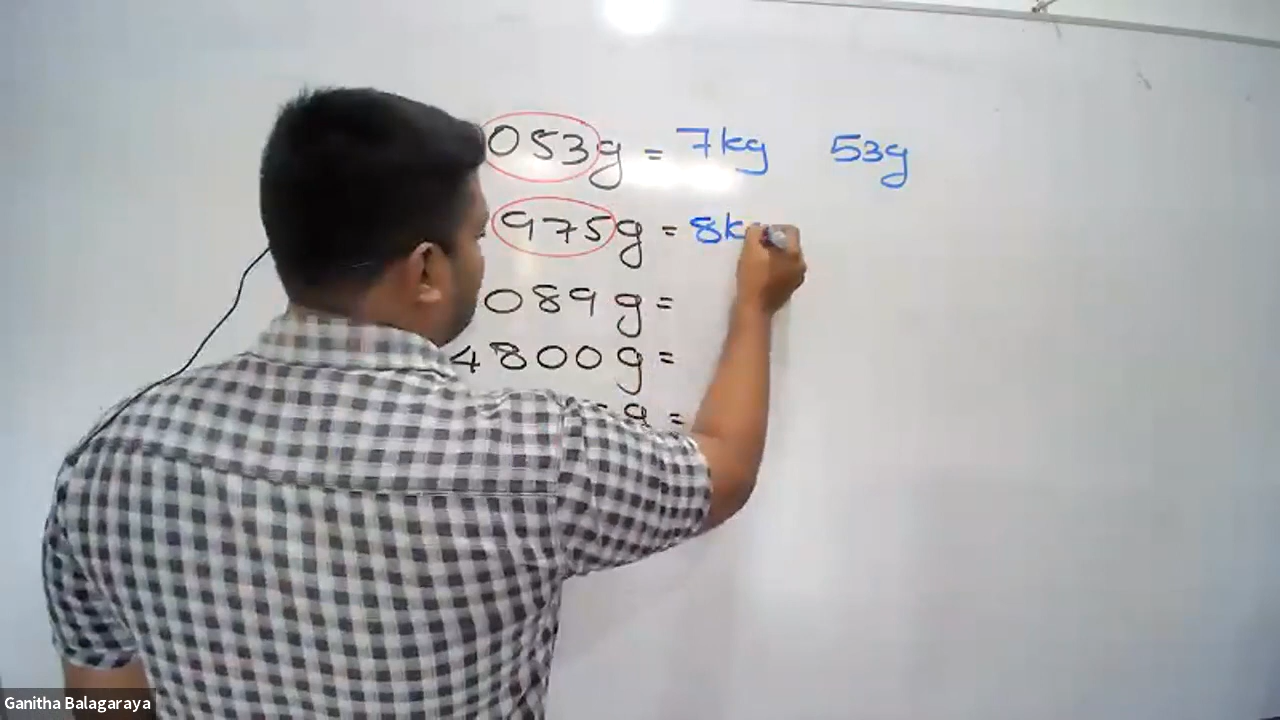 053g = 7kg 53g
975g = 8k
089g =
4800g =
g =
Ganitha Balagaraya